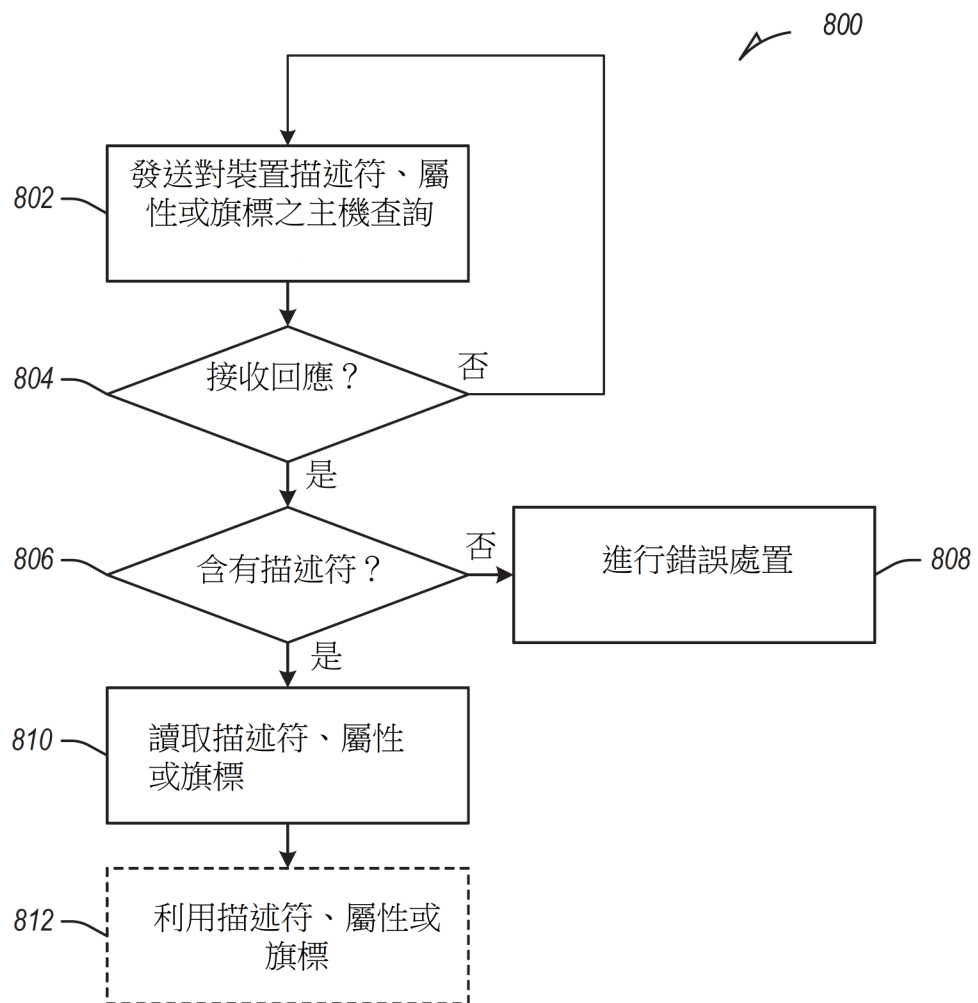 800
發送對裝置描述符、屬
性或旗標之主機查詢
802
接收回應？
否
804
是
含有描述符？
否
806
進行錯誤處置
808
是
讀取描述符、屬性
或旗標
810
利用描述符、屬性或
旗標
812